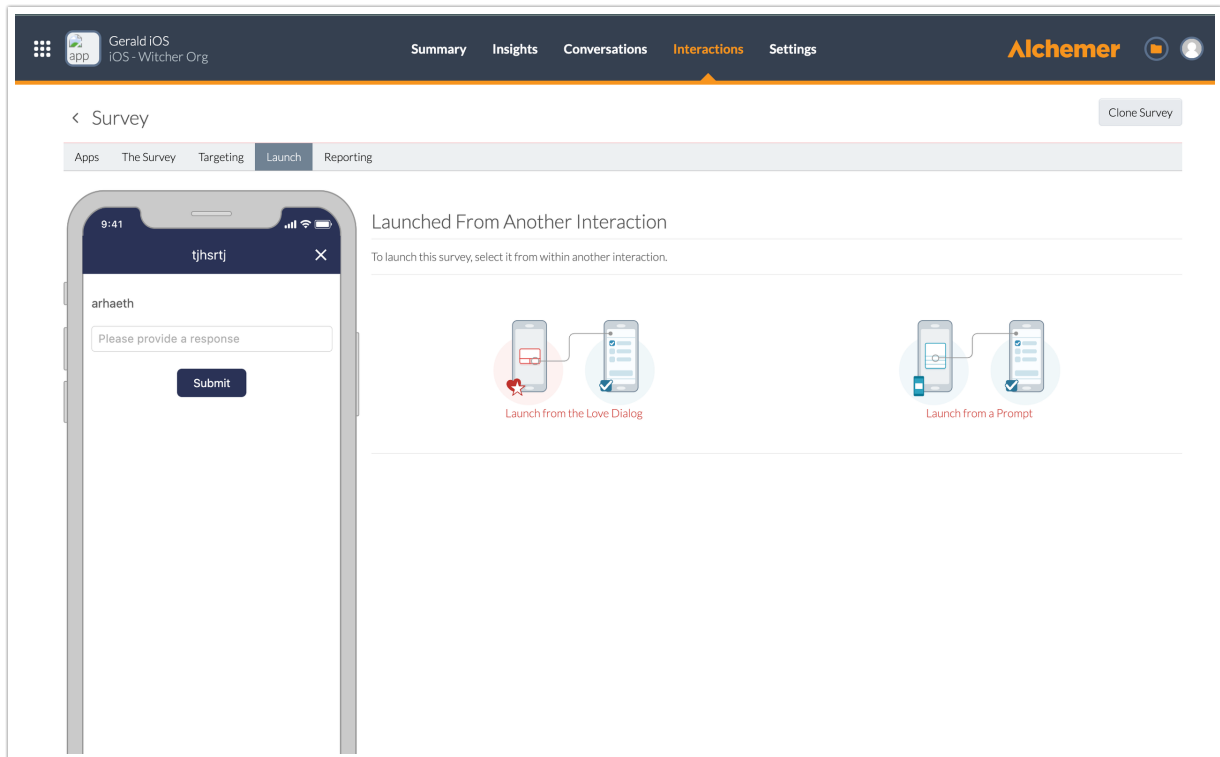 Gerald iOS
app
iOS - Witcher Org
Summary Insights Conversations Interactions Settings
Alchemer
Survey
Clone Survey
Apps The Survey Targeting Launch Reporting
9:41
tjhsrtj
arhaeth
Please provide a response
Submit
Launched From Another Interaction
To launch this survey, select it from within another interaction.
Launch from the Love Dialog
Launch from a Prompt